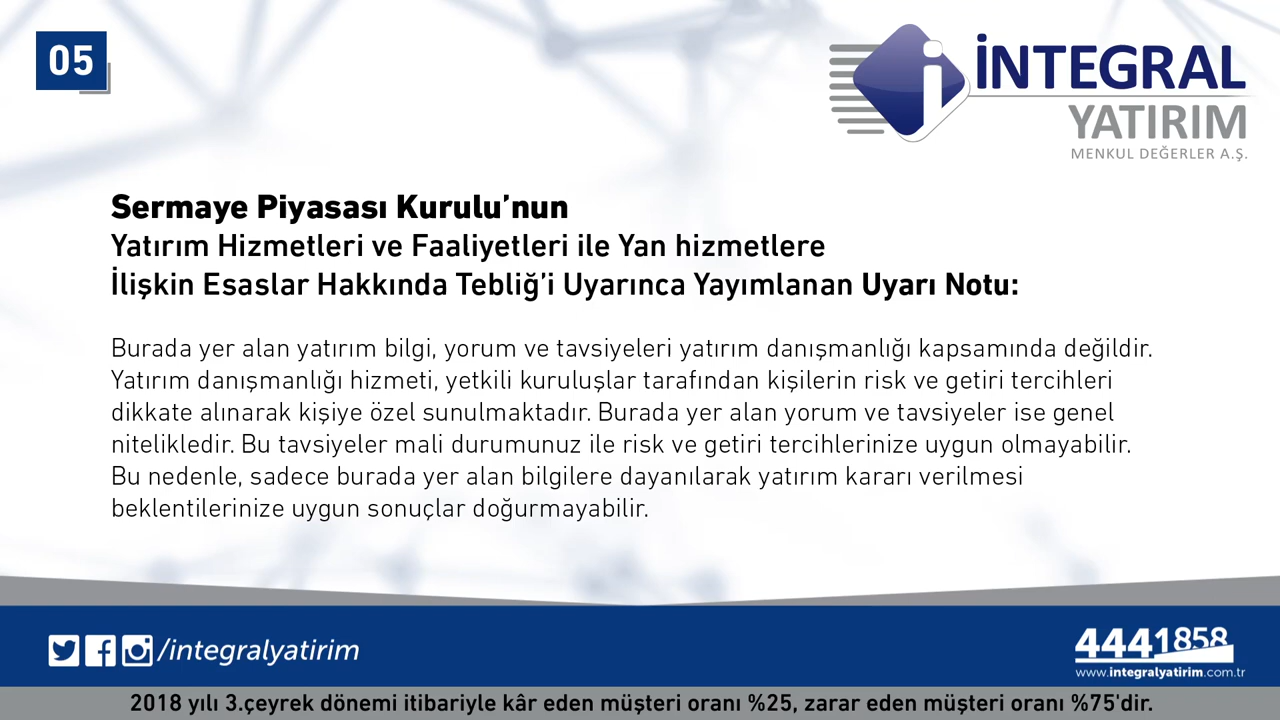 05
İNTEGRAL
YATIRIM
MENKUL DEĞERLER A.Ş.
Sermaye Piyasası Kurulu’nun
Yatırım Hizmetleri ve Faaliyetleri ile Yan hizmetlere
İlişkin Esaslar Hakkında Tebliğ’i Uyarınca Yayımlanan Uyarı Notu:
Burada yer alan yatırım bilgi, yorum ve tavsiyeleri yatırım danışmanlığı kapsamında değildir.
Yatırım danışmanlığı hizmeti, yetkili kuruluşlar tarafından kişilerin risk ve getiri tercihleri
dikkate alınarak kişiye özel sunulmaktadır. Burada yer alan yorum ve tavsiyeler ise genel
nitelikledir. Bu tavsiyeler mali durumunuz ile risk ve getiri tercihlerinize uygun olmayabilir.
Bu nedenle, sadece burada yer alan bilgilere dayanılarak yatırım kararı verilmesi
beklentilerinize uygun sonuçlar doğurmayabilir.
/integralyatirim
4441858
www.integralyatirim.com.tr
2018 yılı 3.çeyrek dönemi itibariyle kâr eden müşteri oranı %25, zarar eden müşteri oranı %75'dir.